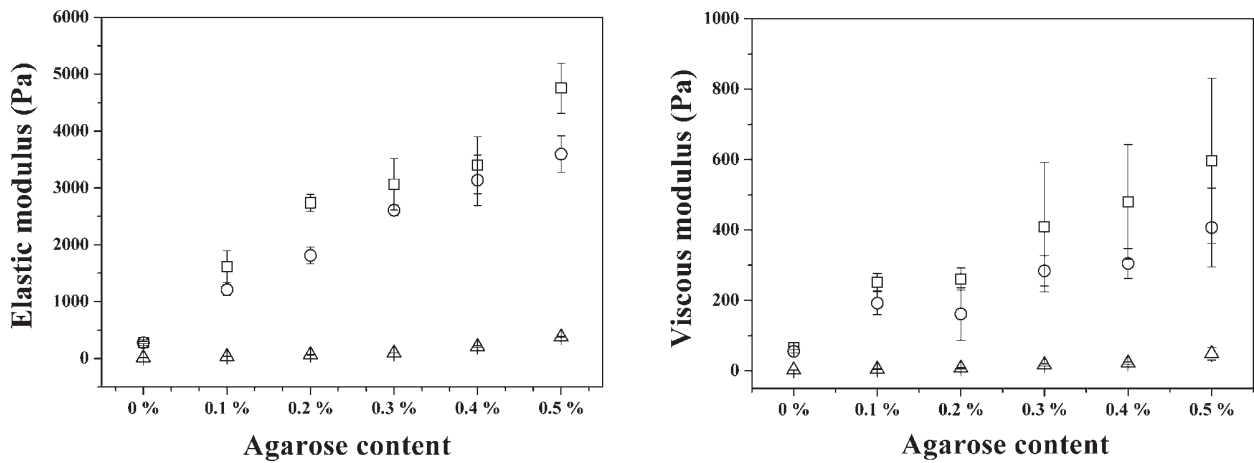 6000
5000
4000
3000
2000
1000
0
Elastic modulus (Pa)
0 % 0.1 % 0.2 % 0.3 % 0.4 % 0.5 %
Agarose content
1000
800
600
400
200
0
Viscous modulus (Pa)
0 % 0.1 % 0.2 % 0.3 % 0.4 % 0.5 %
Agarose content